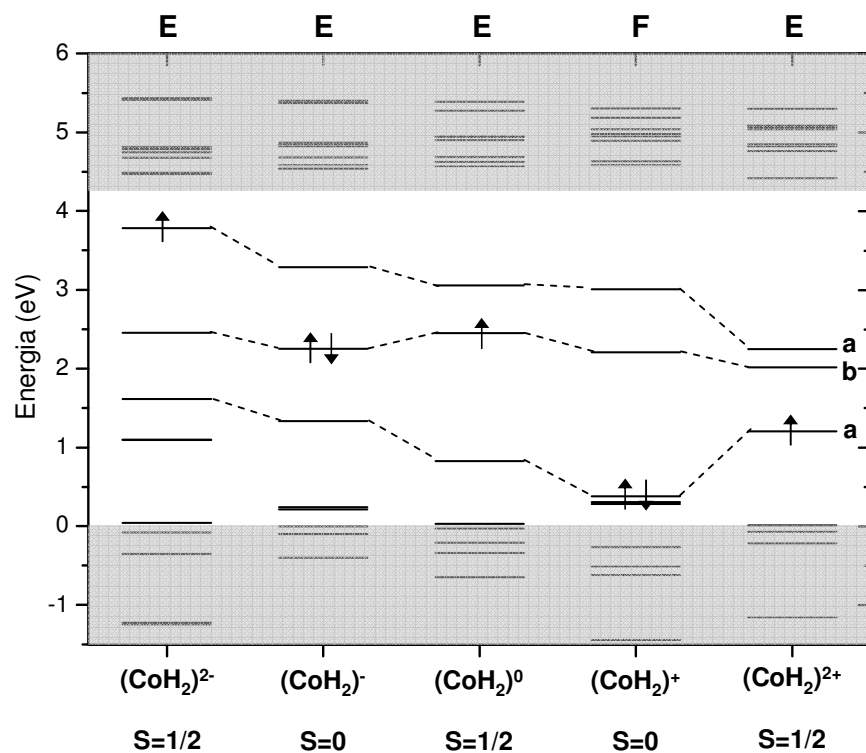 E E E F E
6
5
4
3
2
1
0
-1
Energia (eV)
a
b
a
(CoH₂)²⁻ (CoH₂)⁻ (CoH₂)⁰ (CoH₂)⁺ (CoH₂)²⁺
S=1/2 S=0 S=1/2 S=0 S=1/2